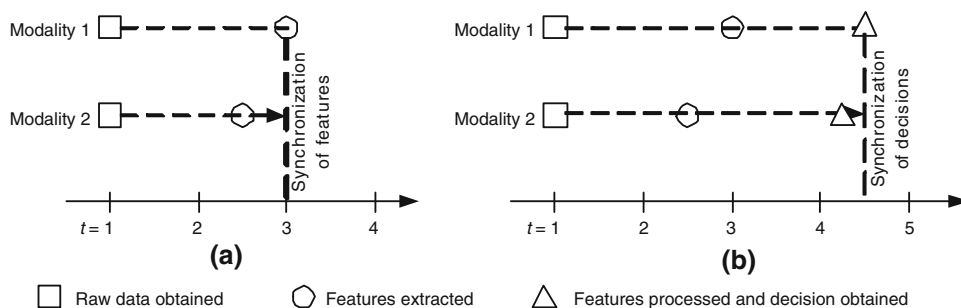 Modality 1
Modality 2
Synchronization
of features
t = 1
2
3
4
(a)
Modality 1
Modality 2
Synchronization
of decisions
t = 1
2
3
4
5
(b)
Raw data obtained
Features extracted
Features processed and decision obtained